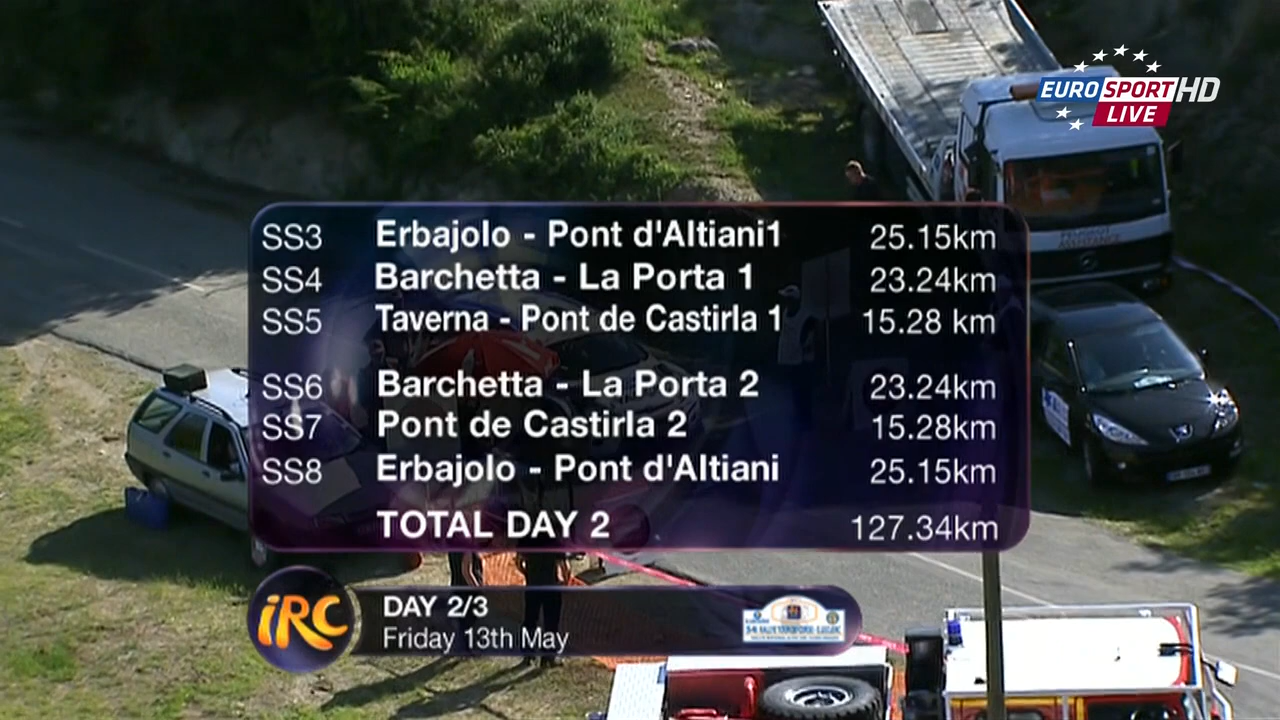 EUROSPORT HD
LIVE
SS3 Erbajolo - Pont d'Altiani1 25.15km
SS4 Barchetta - La Porta 1 23.24km
SS5 Taverna - Pont de Castirla 1 15.28 km
SS6 Barchetta - La Porta 2 23.24km
SS7 Pont de Castirla 2 15.28km
SS8 Erbajolo - Pont d'Altiani 25.15km
TOTAL DAY 2 127.34km
iRC
DAY 2/3
Friday 13th May
PEUGEOT
ASSISTANCE